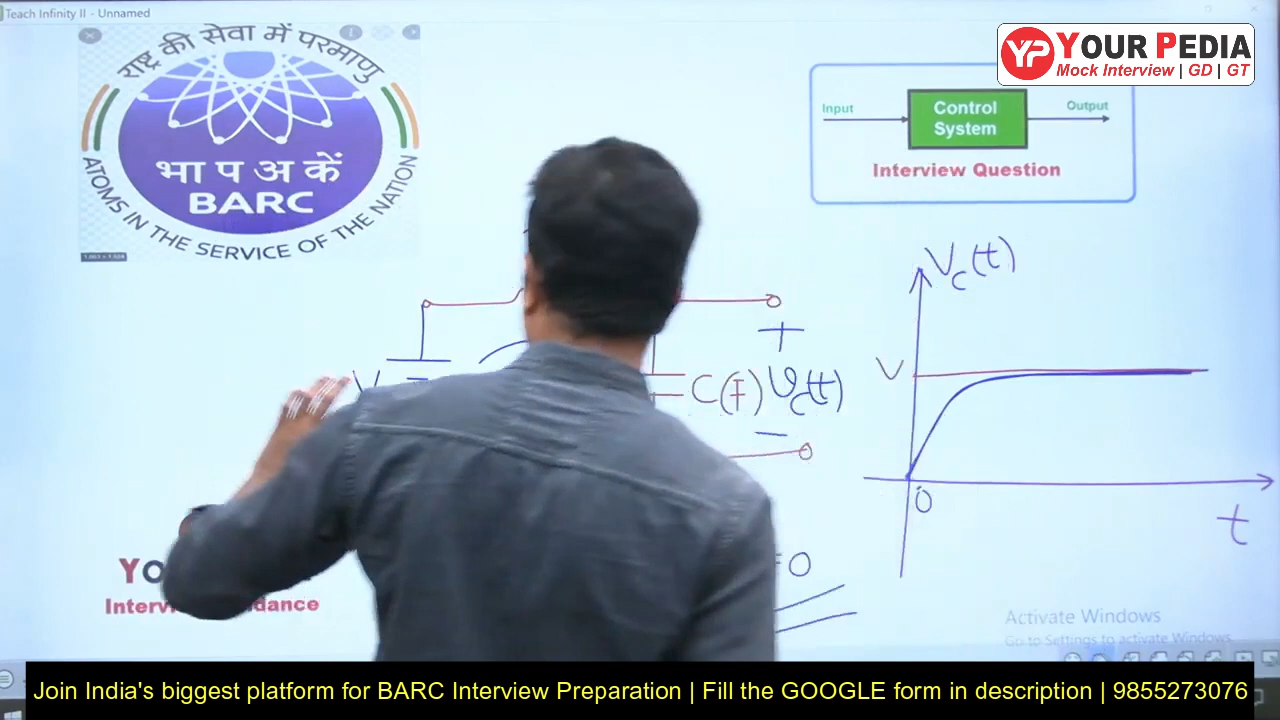 Teach Infinity II - Unnamed
राष्ट्र की सेवा में परमाणु
भा प अ कें
BARC
ATOMS IN THE SERVICE OF THE NATION
YP YOUR PEDIA
Mock Interview | GD | GT
Input
Control
System
Output
Interview Question
Vc(t)
V
C(F) Vc(t)
+
−
V
0
t
=0
Activate Windows
Go to Settings to activate Windows.
Join India's biggest platform for BARC Interview Preparation | Fill the GOOGLE form in description | 9855273076